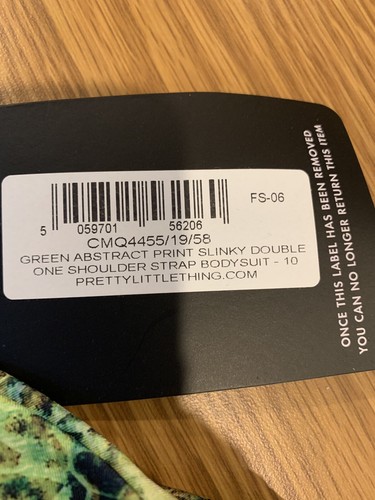 FS-06
5 059701 56206
CMQ4455/19/58
GREEN ABSTRACT PRINT SLINKY DOUBLE
ONE SHOULDER STRAP BODYSUIT - 10
PRETTYLITTLETHING.COM
ONCE THIS LABEL HAS BEEN REMOVED
YOU CAN NO LONGER RETURN THIS ITEM